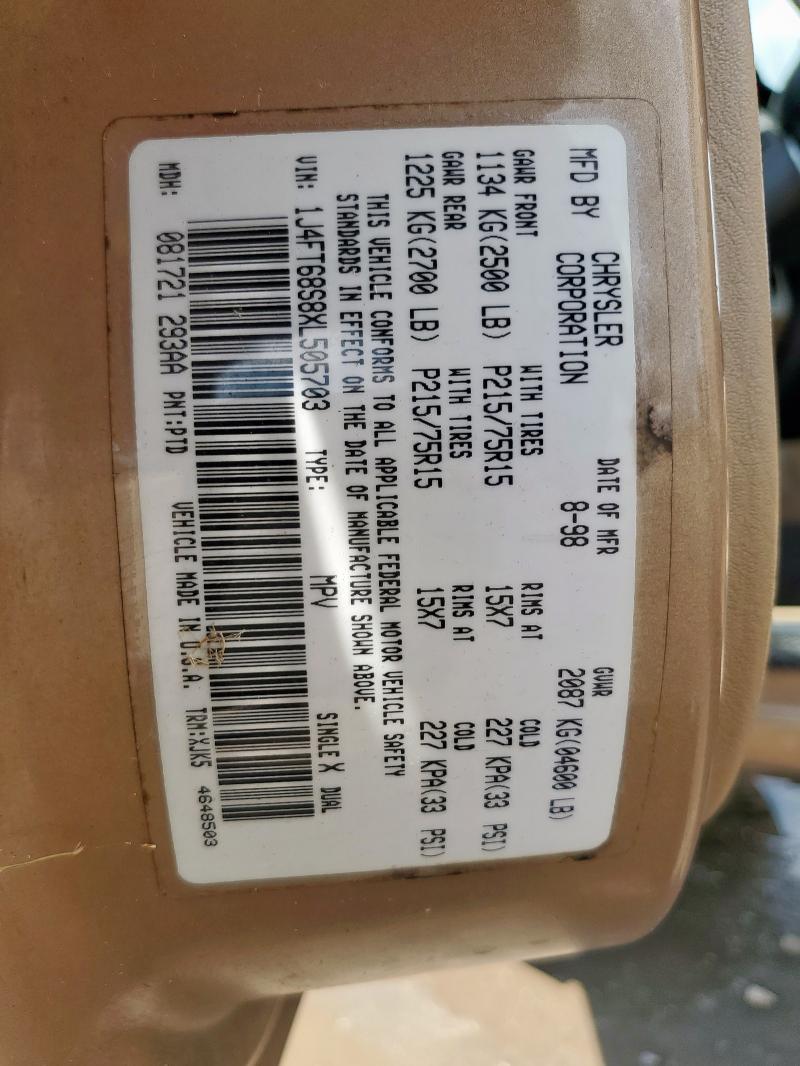 MFD BY CHRYSLER CORPORATION DATE OF MFR 8-98 GVWR 2087 KG(04600 LB)
GAWR FRONT WITH TIRES RIMS AT COLD
1134 KG(2500 LB) P215/75R15 15X7 227 KPA(33 PSI)
GAWR REAR WITH TIRES RIMS AT COLD
1225 KG(2700 LB) P215/75R15 15X7 227 KPA(33 PSI)
THIS VEHICLE CONFORMS TO ALL APPLICABLE FEDERAL MOTOR VEHICLE SAFETY
STANDARDS IN EFFECT ON THE DATE OF MANUFACTURE SHOWN ABOVE.
VIN: 1J4FT68S8XL505703 TYPE: MPV SINGLE X DUAL
MDH: 081721 293AA PNT:PTD VEHICLE MADE IN U.S.A. TRM:XJK5 4648503